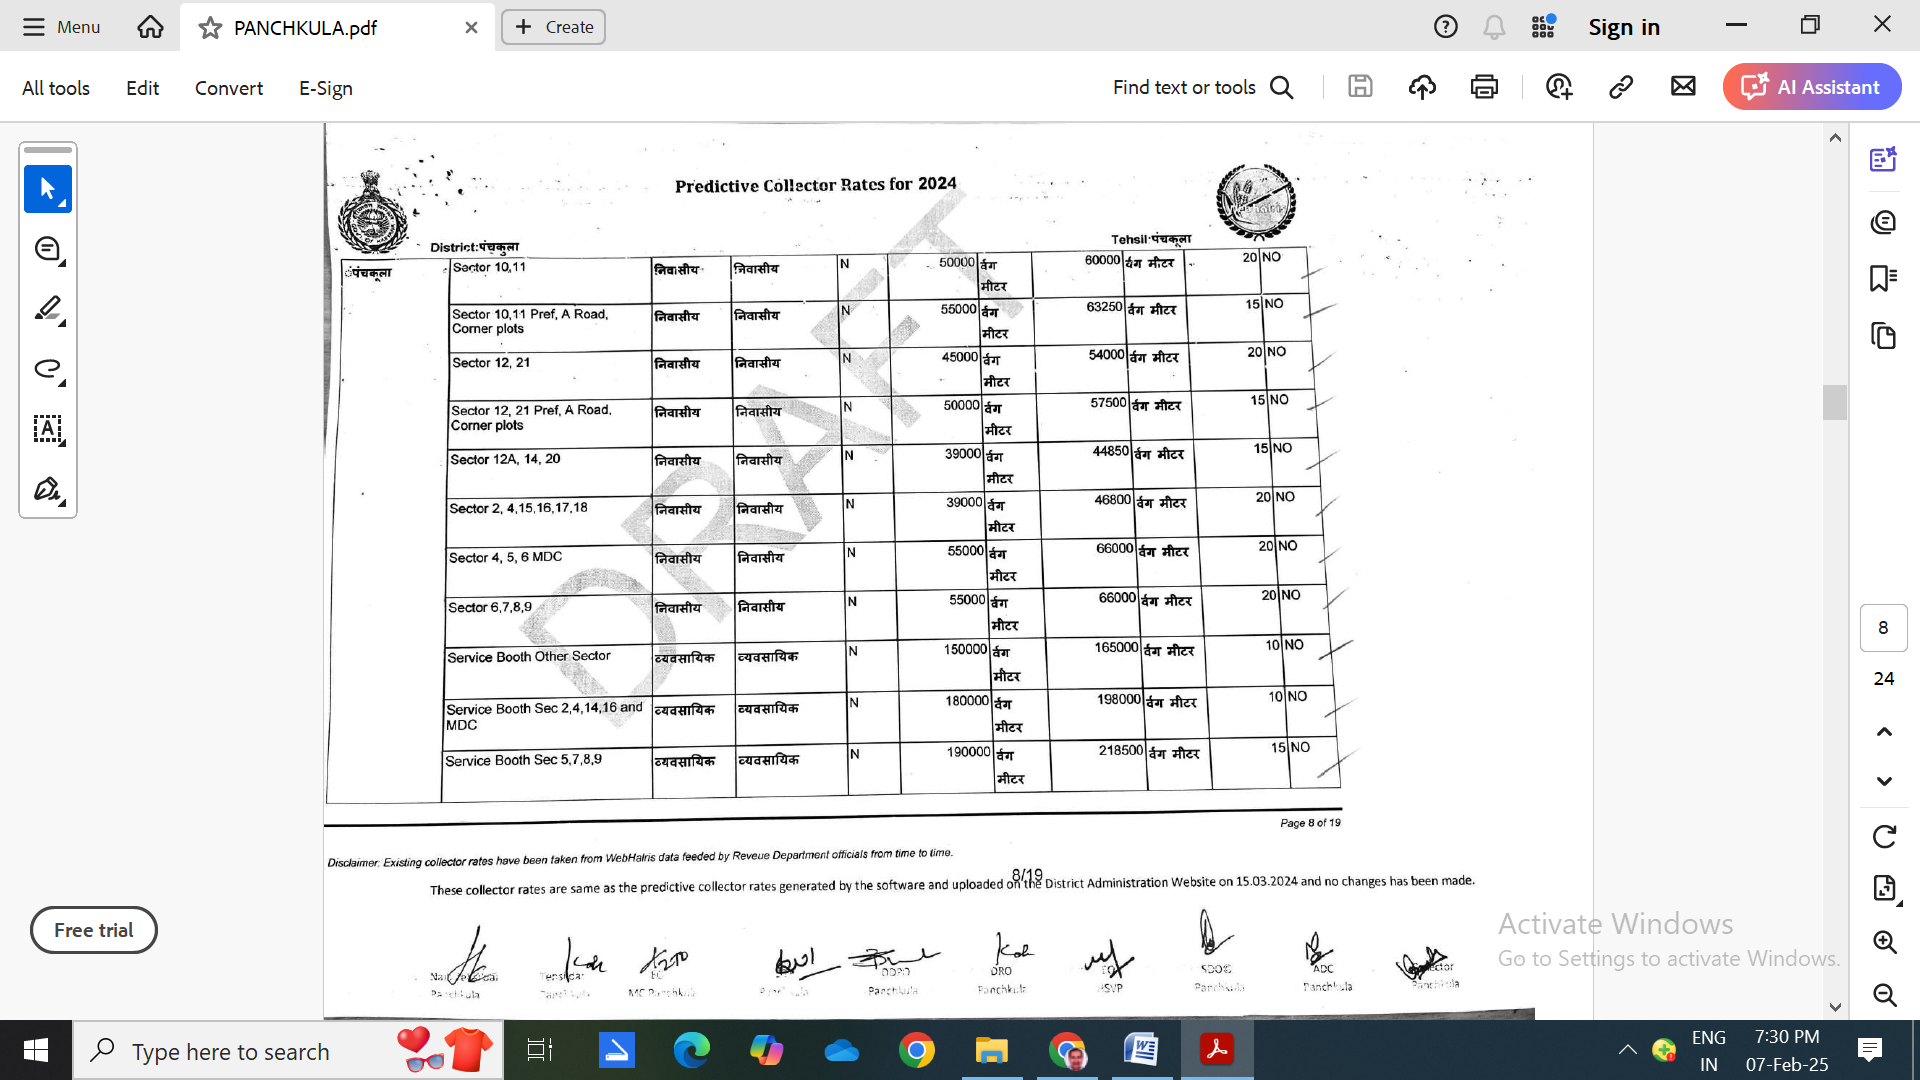 Menu
PANCHKULA.pdf
Create
Sign in
All tools
Edit
Convert
E-Sign
Find text or tools
AI Assistant
Predictive Collector Rates for 2024
District:पंचकूला
Tehsil:पंचकूला
पंचकूला Sector 10,11 निवासीय निवासीय N 50000 वर्ग मीटर 60000 वर्ग मीटर 20 NO
Sector 10,11 Pref, A Road, Corner plots निवासीय निवासीय N 55000 वर्ग मीटर 63250 वर्ग मीटर 15 NO
Sector 12, 21 निवासीय निवासीय N 45000 वर्ग मीटर 54000 वर्ग मीटर 20 NO
Sector 12, 21 Pref, A Road, Corner plots निवासीय निवासीय N 50000 वर्ग मीटर 57500 वर्ग मीटर 15 NO
Sector 12A, 14, 20 निवासीय निवासीय N 39000 वर्ग मीटर 44850 वर्ग मीटर 15 NO
Sector 2, 4,15,16,17,18 निवासीय निवासीय N 39000 वर्ग मीटर 46800 वर्ग मीटर 20 NO
Sector 4, 5, 6 MDC निवासीय निवासीय N 55000 वर्ग मीटर 66000 वर्ग मीटर 20 NO
Sector 6,7,8,9 निवासीय निवासीय N 55000 वर्ग मीटर 66000 वर्ग मीटर 20 NO
Service Booth Other Sector व्यवसायिक व्यवसायिक N 150000 वर्ग मीटर 165000 वर्ग मीटर 10 NO
Service Booth Sec 2,4,14,16 and MDC व्यवसायिक व्यवसायिक N 180000 वर्ग मीटर 198000 वर्ग मीटर 10 NO
Service Booth Sec 5,7,8,9 व्यवसायिक व्यवसायिक N 190000 वर्ग मीटर 218500 वर्ग मीटर 15 NO
DRAFT
Page 8 of 19
Disclaimer: Existing collector rates have been taken from WebHalris data feeded by Reveue Department officials from time to time.
8/19
These collector rates are same as the predictive collector rates generated by the software and uploaded on the District Administration Website on 15.03.2024 and no changes has been made.
DRO
SDO
ADC
Panchkula
MC Panchkula
Panchkula
Panchkula
HSVP
Panchkula
Panchkula
Panchkula
8
24
Free trial
Activate Windows
Go to Settings to activate Windows.
Type here to search
ENG
IN
7:30 PM
07-Feb-25